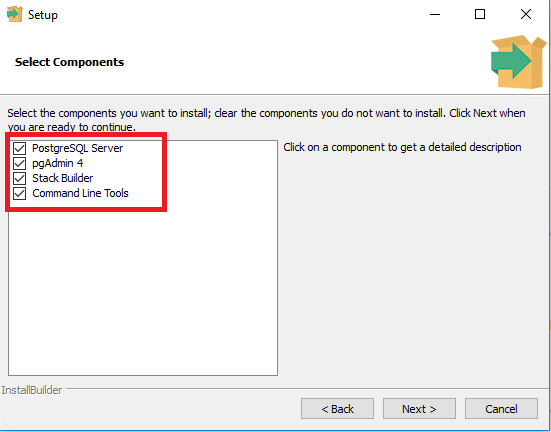 Setup
Select Components
Select the components you want to install; clear the components you do not want to install. Click Next when
you are ready to continue.
PostgreSQL Server
pgAdmin 4
Stack Builder
Command Line Tools
Click on a component to get a detailed description
InstallBuilder
< Back
Next >
Cancel